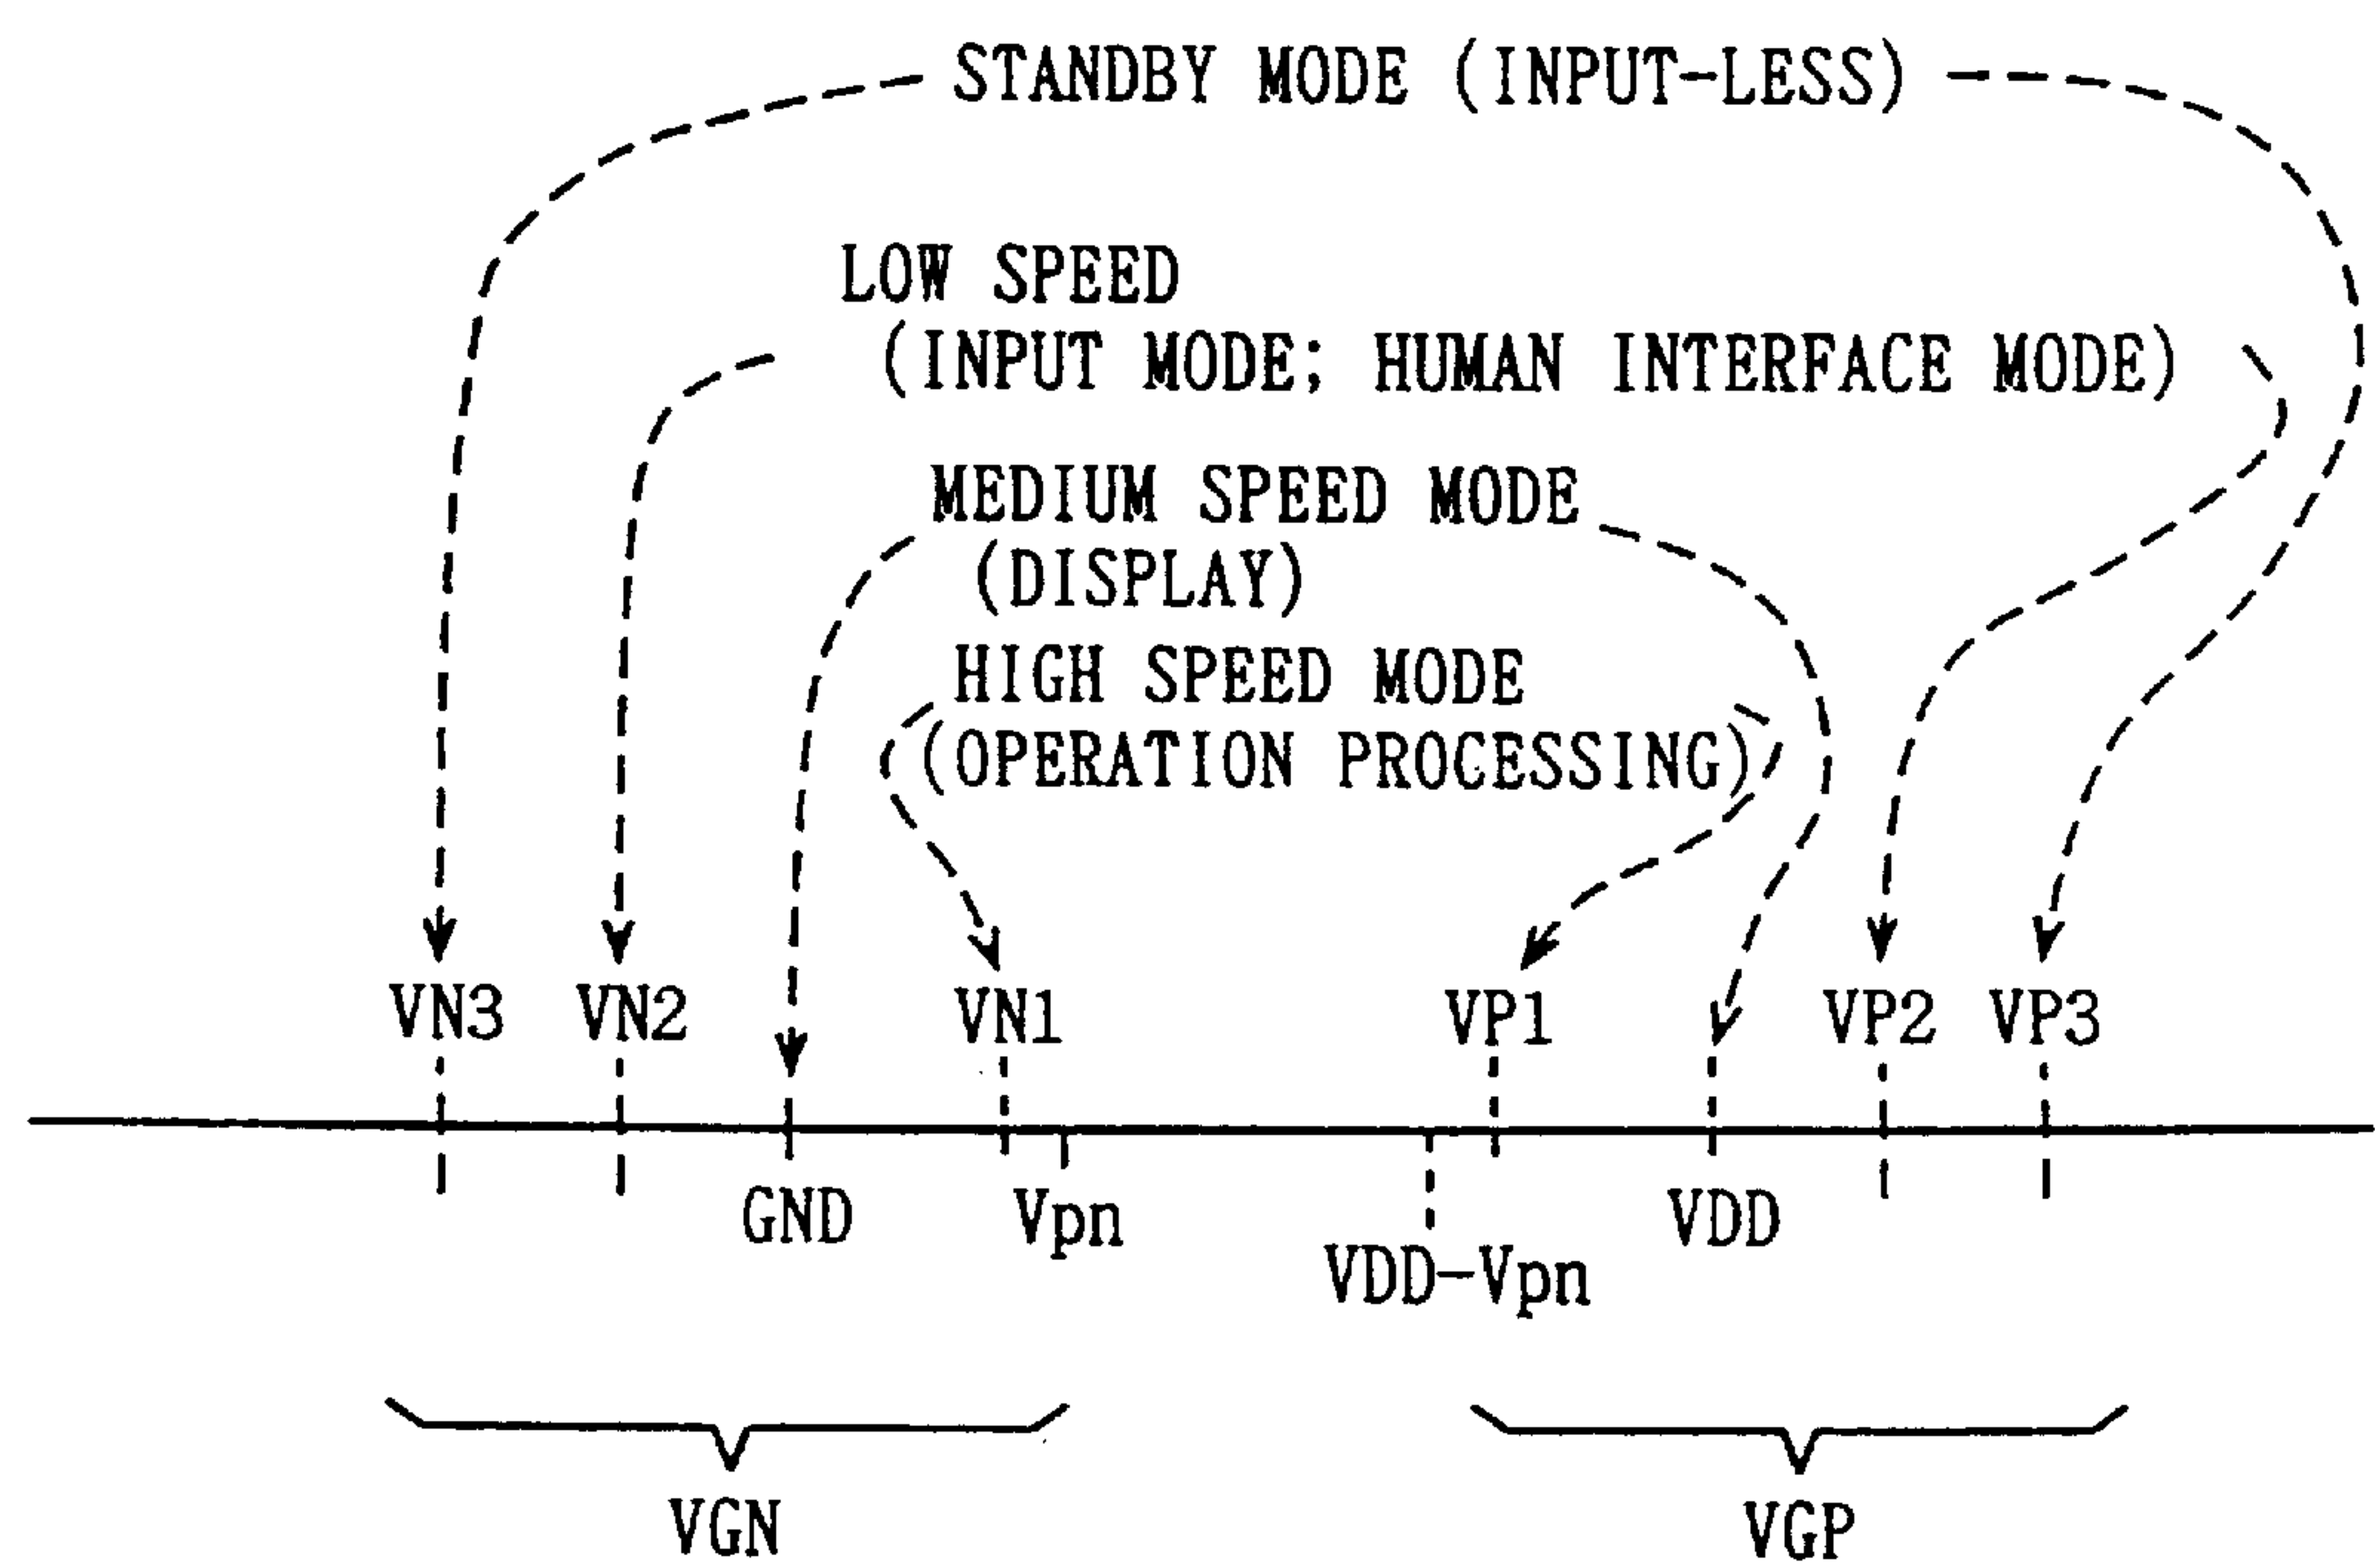 STANDBY MODE (INPUT-LESS)
LOW SPEED
(INPUT MODE; HUMAN INTERFACE MODE)
MEDIUM SPEED MODE
(DISPLAY)
HIGH SPEED MODE
(OPERATION PROCESSING)
VN3 VN2 VN1 VP1 VP2 VP3
GND Vpn VDD
VDD-Vpn
VGN VGP